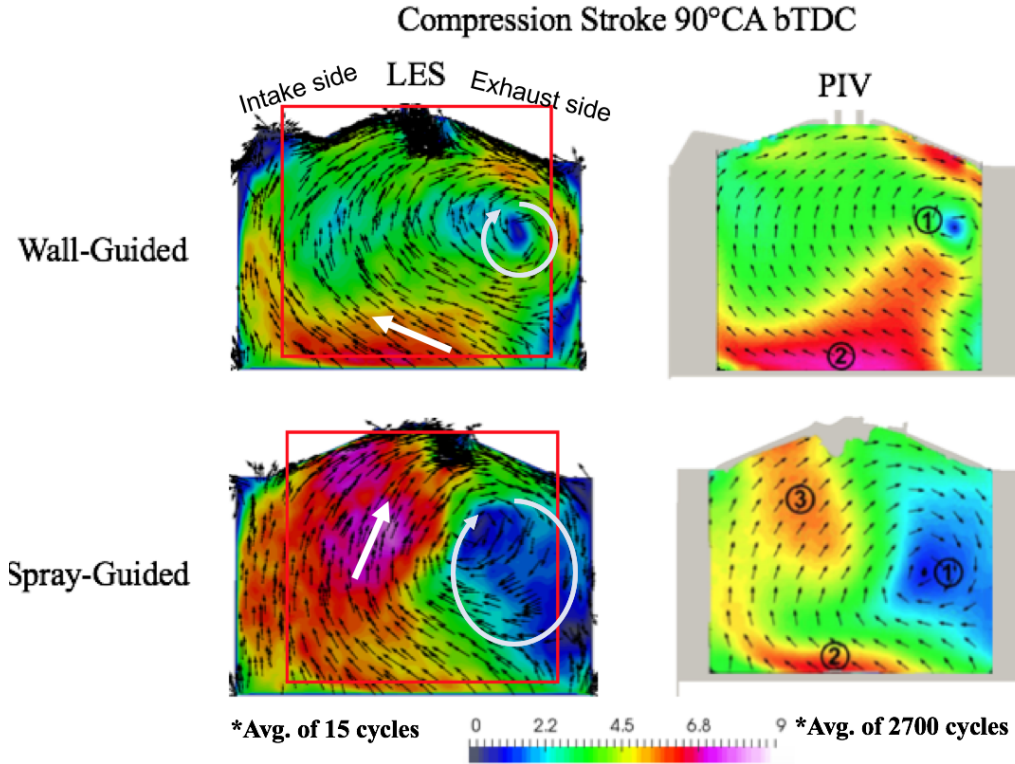 Compression Stroke 90°CA bTDC
Intake side
LES
Exhaust side
PIV
Wall-Guided
1
2
Spray-Guided
3
1
2
*Avg. of 15 cycles
0 2.2 4.5 6.8 9
*Avg. of 2700 cycles